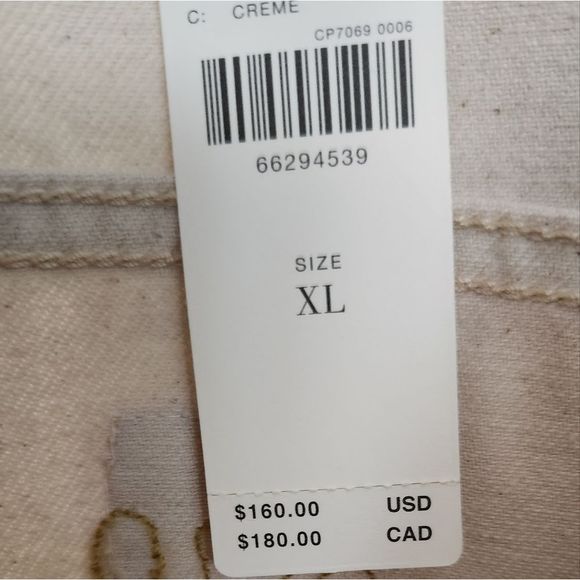 C: CREME
CP7069 0006
66294539
SIZE
XL
$160.00 USD
$180.00 CAD